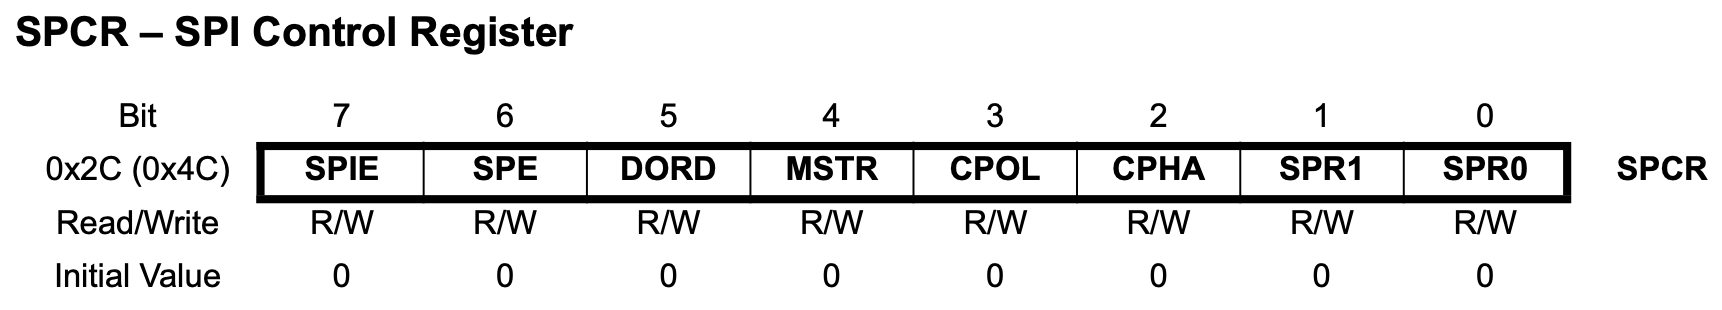 SPCR – SPI Control Register
Bit 7 6 5 4 3 2 1 0
0x2C (0x4C) SPIE SPE DORD MSTR CPOL CPHA SPR1 SPR0 SPCR
Read/Write R/W R/W R/W R/W R/W R/W R/W R/W
Initial Value 0 0 0 0 0 0 0 0